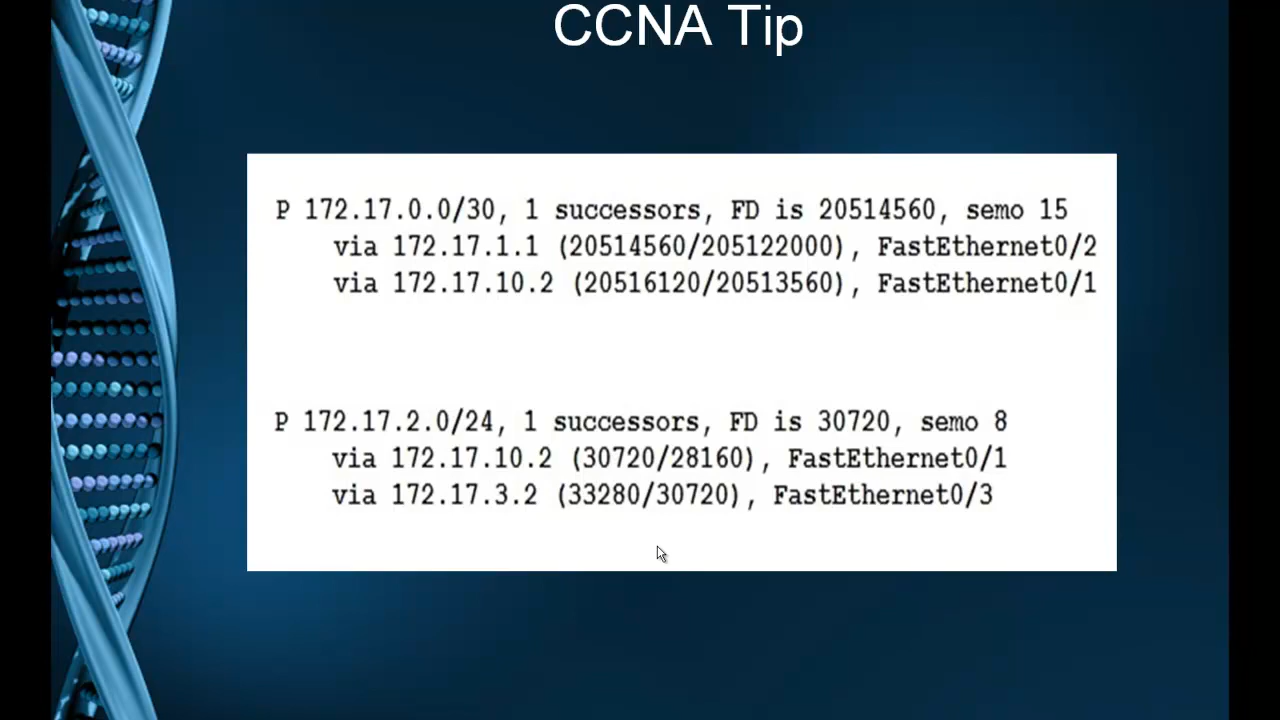 CCNA Tip
P 172.17.0.0/30, 1 successors, FD is 20514560, semo 15
via 172.17.1.1 (20514560/205122000), FastEthernet0/2
via 172.17.10.2 (20516120/20513560), FastEthernet0/1
P 172.17.2.0/24, 1 successors, FD is 30720, semo 8
via 172.17.10.2 (30720/28160), FastEthernet0/1
via 172.17.3.2 (33280/30720), FastEthernet0/3